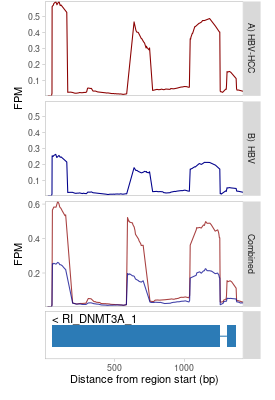 0.5
0.4
0.3
0.2
0.1
FPM
A) HBV-HCC
0.5
0.4
0.3
0.2
0.1
B) HBV
0.6
0.4
0.2
FPM
Combined
< RI_DNMT3A_1
500 1000
Distance from region start (bp)